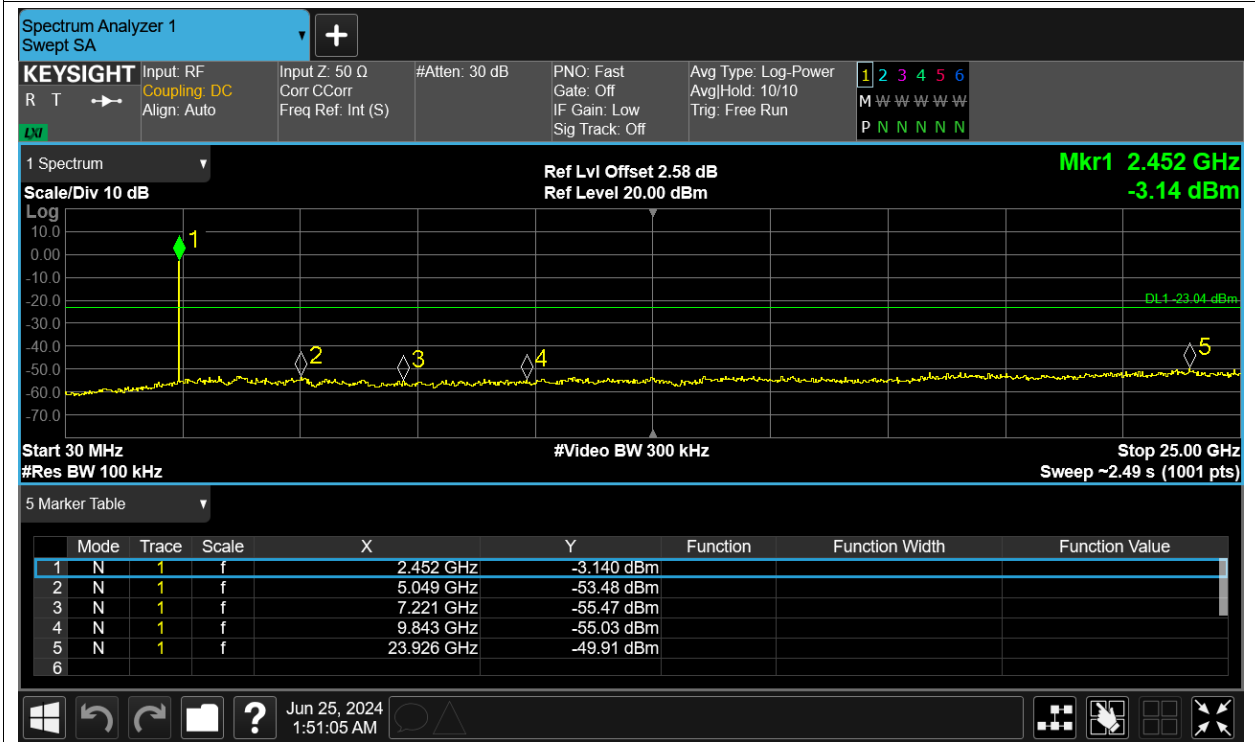 Spectrum Analyzer 1
Swept SA
KEYSIGHT
R T
LXI
Input: RF
Coupling: DC
Align: Auto
Input Z: 50 Ω
Corr CCorr
Freq Ref: Int (S)
#Atten: 30 dB
PNO: Fast
Gate: Off
IF Gain: Low
Sig Track: Off
Avg Type: Log-Power
Avg|Hold: 10/10
Trig: Free Run
1 2 3 4 5 6
M W W W W W
P N N N N N
1 Spectrum
Scale/Div 10 dB
Log
Ref Lvl Offset 2.58 dB
Ref Level 20.00 dBm
Mkr1 2.452 GHz
-3.14 dBm
10.0
0.00
-10.0
-20.0
-30.0
-40.0
-50.0
-60.0
-70.0
1
2
3
4
5
DL1 -23.04 dBm
Start 30 MHz
#Res BW 100 kHz
#Video BW 300 kHz
Stop 25.00 GHz
Sweep ~2.49 s (1001 pts)
5 Marker Table
Mode Trace Scale X Y Function Function Width Function Value
1 N 1 f 2.452 GHz -3.140 dBm
2 N 1 f 5.049 GHz -53.48 dBm
3 N 1 f 7.221 GHz -55.47 dBm
4 N 1 f 9.843 GHz -55.03 dBm
5 N 1 f 23.926 GHz -49.91 dBm
6
?
Jun 25, 2024
1:51:05 AM